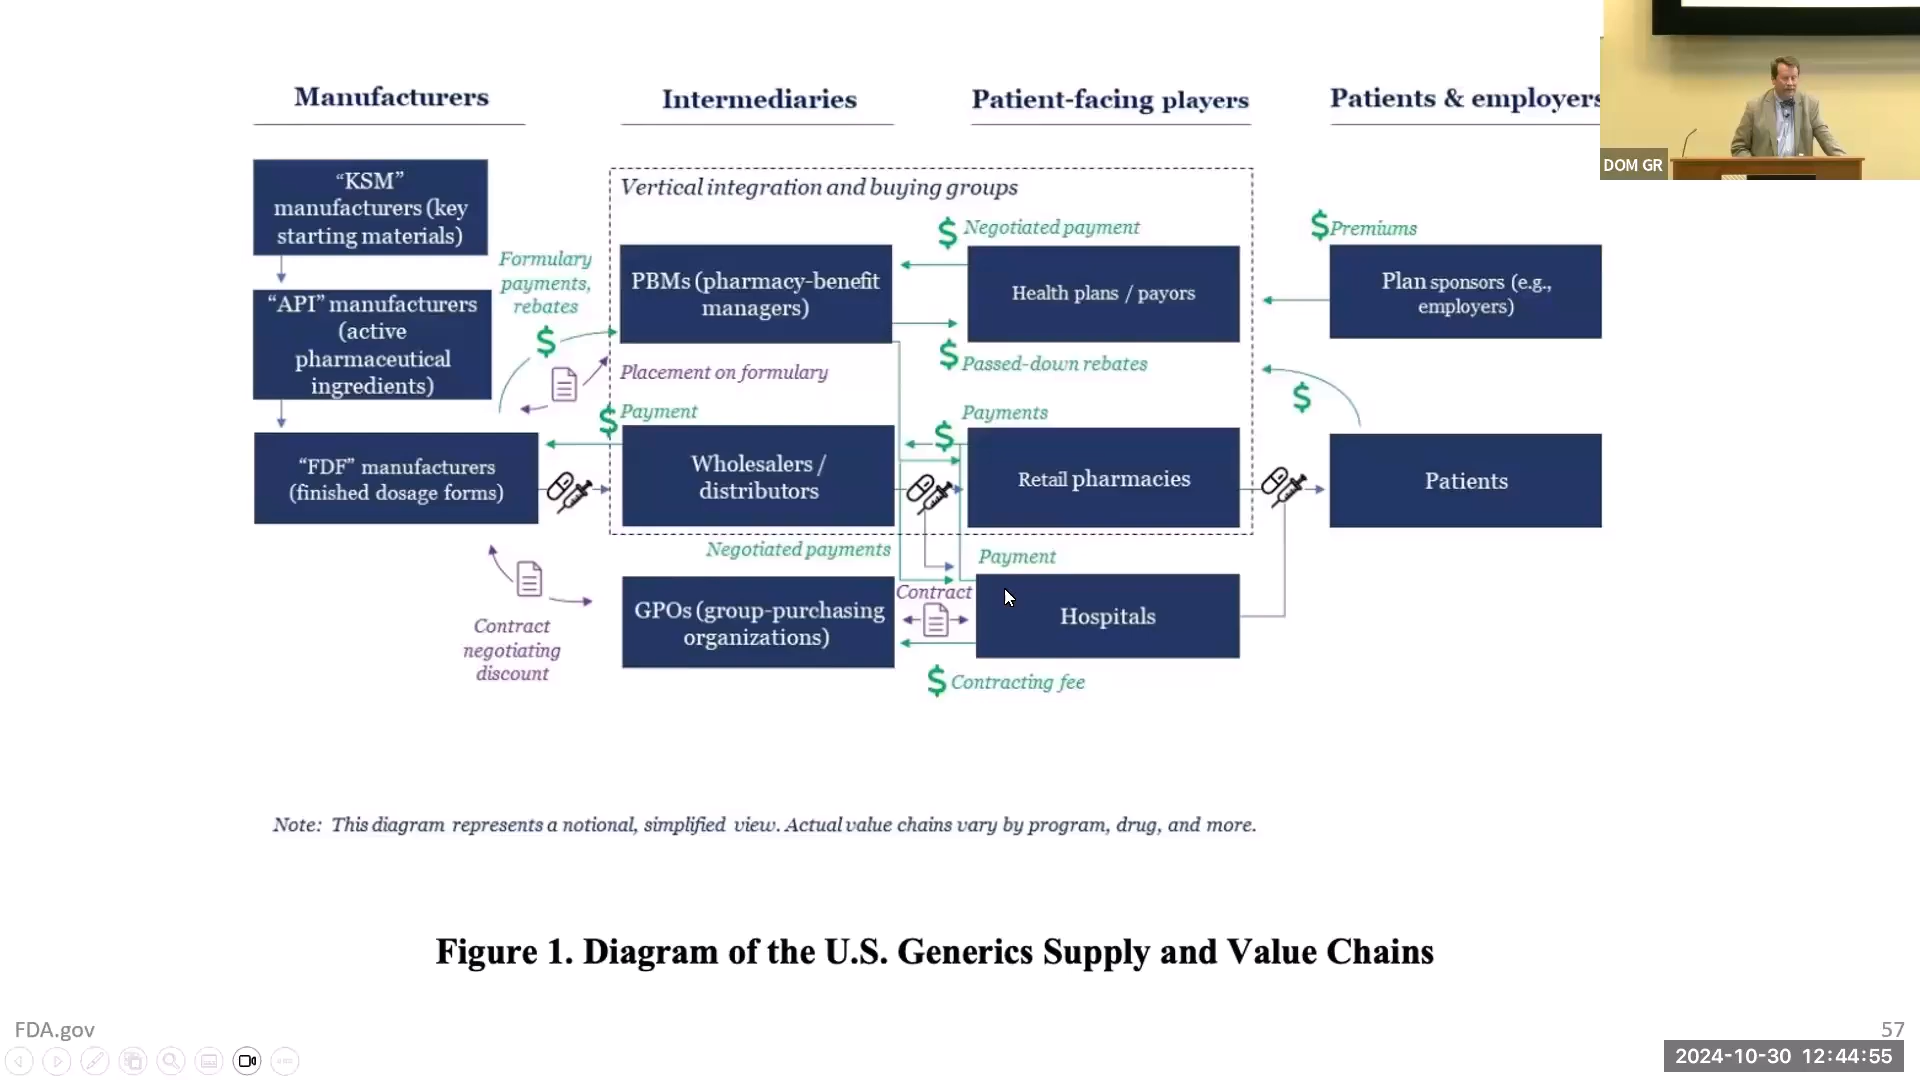 Manufacturers
Intermediaries
Patient-facing players
Patients & employers
DOM GR
“KSM”
manufacturers (key
starting materials)
“API” manufacturers
(active
pharmaceutical
ingredients)
“FDF” manufacturers
(finished dosage forms)
Formulary
payments,
rebates
$
Vertical integration and buying groups
PBMs (pharmacy-benefit
managers)
Placement on formulary
$ Payment
Wholesalers /
distributors
Negotiated payments
GPOs (group-purchasing
organizations)
Contract
negotiating
discount
$ Negotiated payment
Health plans / payors
$ Passed-down rebates
Payments
$
Retail pharmacies
Payment
Contract
Hospitals
$ Contracting fee
$ Premiums
Plan sponsors (e.g.,
employers)
$
Patients
Note: This diagram represents a notional, simplified view. Actual value chains vary by program, drug, and more.
Figure 1. Diagram of the U.S. Generics Supply and Value Chains
FDA.gov
57
2024-10-30 12:44:55